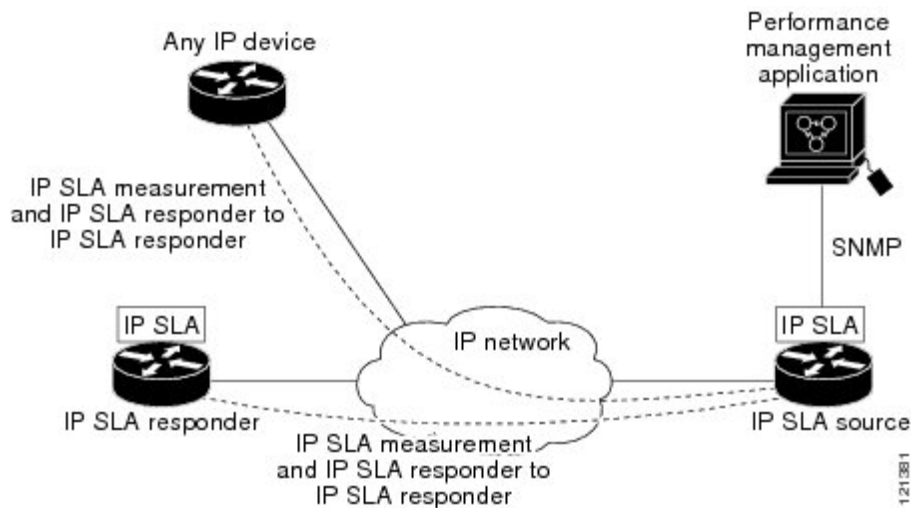 Any IP device
Performance
management
application
IP SLA measurement
and IP SLA responder to
IP SLA responder
SNMP
IP SLA
IP network
IP SLA
IP SLA responder
IP SLA source
IP SLA measurement
and IP SLA responder to
IP SLA responder
121381